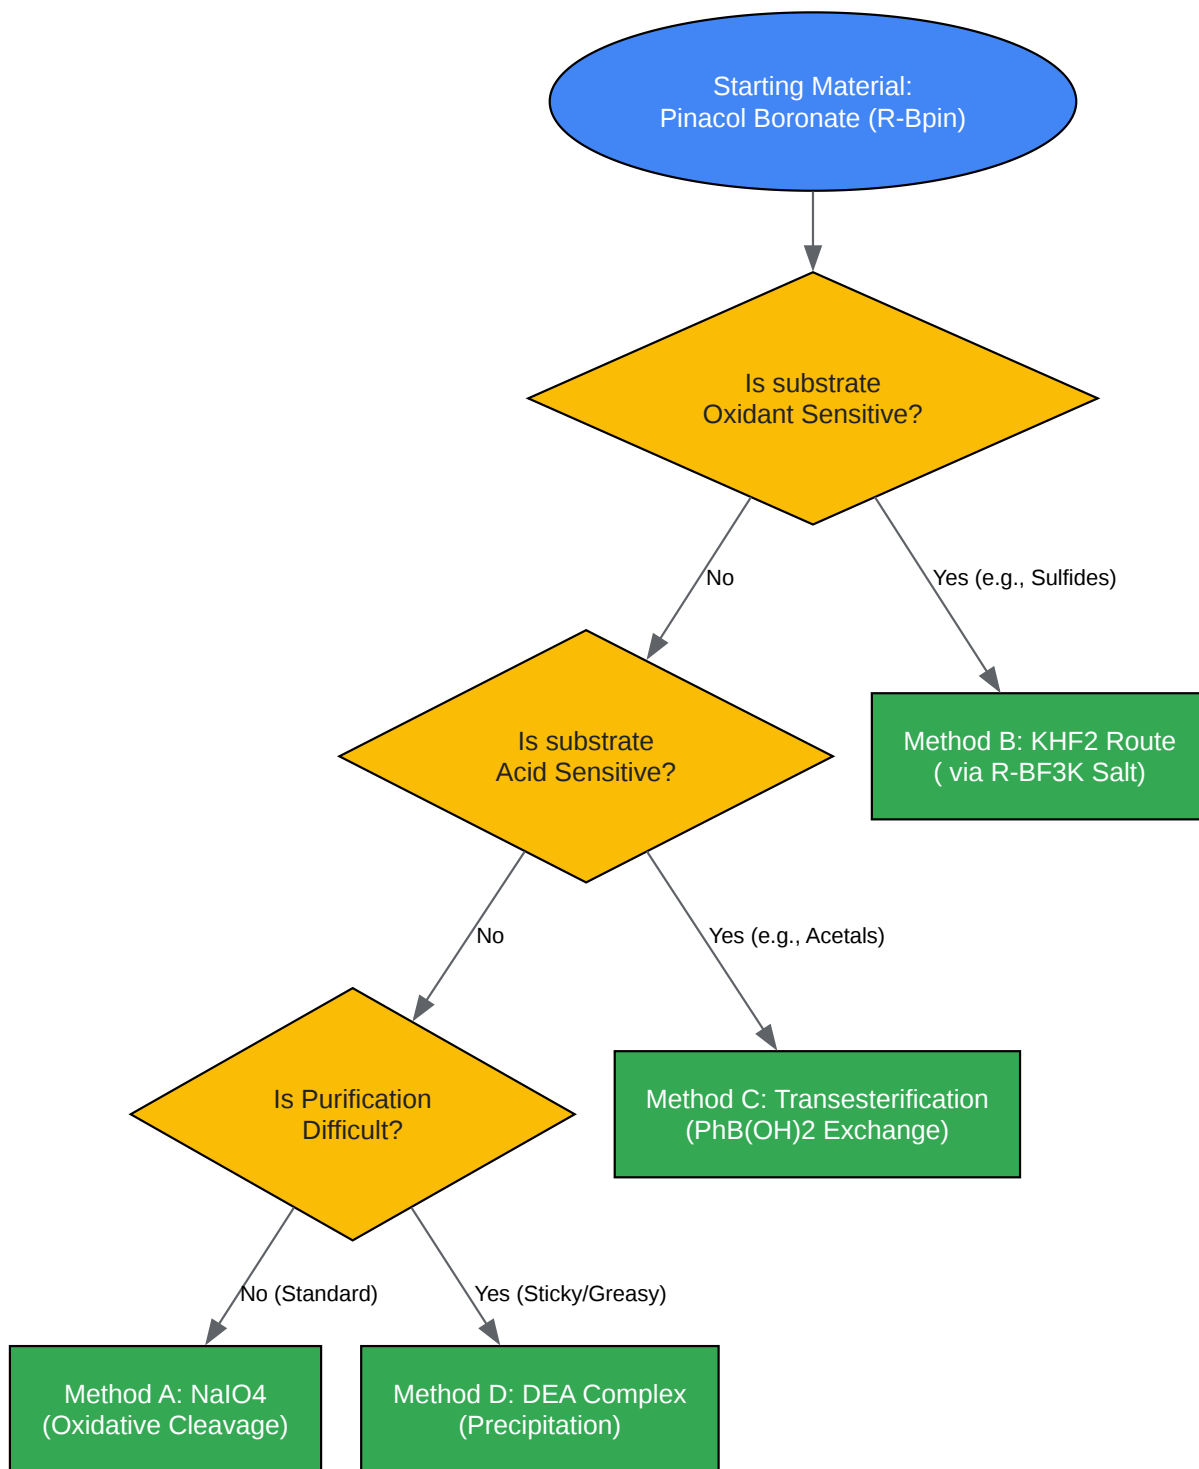 Starting Material:
Pinacol Boronate (R-Bpin)
Is substrate
Oxidant Sensitive?
No
Yes (e.g., Sulfides)
Is substrate
Acid Sensitive?
Method B: KHF2 Route
( via R-BF3K Salt)
No
Yes (e.g., Acetals)
Is Purification
Difficult?
Method C: Transesterification
(PhB(OH)2 Exchange)
No (Standard)
Yes (Sticky/Greasy)
Method A: NaIO4
(Oxidative Cleavage)
Method D: DEA Complex
(Precipitation)